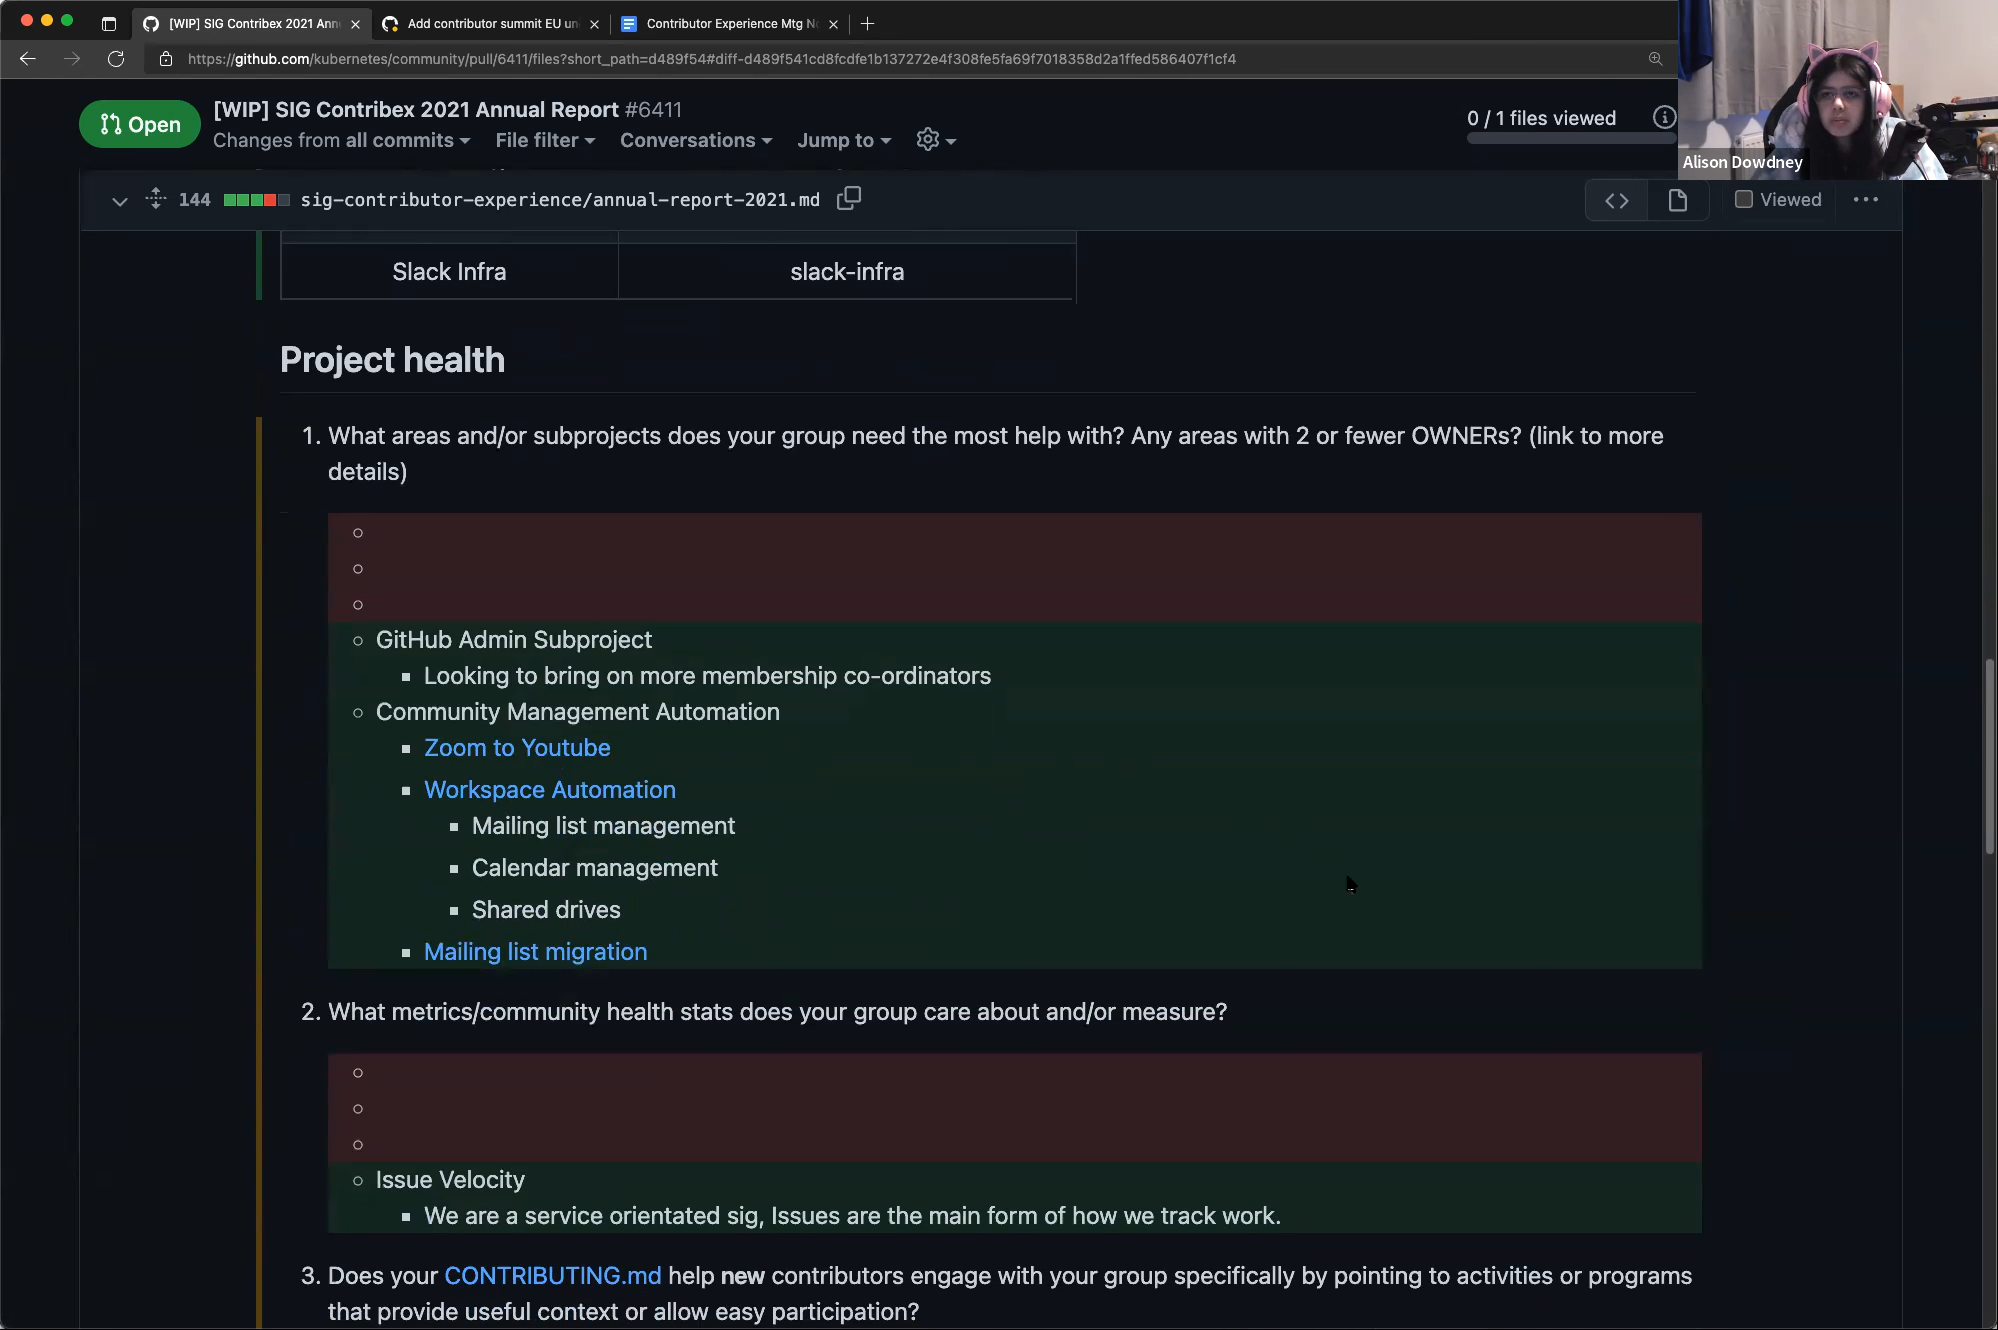 [WIP] SIG Contribex 2021 Ann
Add contributor summit EU un
Contributor Experience Mtg N
https://github.com/kubernetes/community/pull/6411/files?short_path=d489f54#diff-d489f541cd8fcdfe1b137272e4f308fe5fa69f7018358d2a1ffed586407f1cf4
Open
[WIP] SIG Contribex 2021 Annual Report #6411
Changes from all commits File filter Conversations Jump to
0 / 1 files viewed
Alison Dowdney
144 sig-contributor-experience/annual-report-2021.md
Viewed
Slack Infra slack-infra
Project health
1. What areas and/or subprojects does your group need the most help with? Any areas with 2 or fewer OWNERs? (link to more
details)
GitHub Admin Subproject
Looking to bring on more membership co-ordinators
Community Management Automation
Zoom to Youtube
Workspace Automation
Mailing list management
Calendar management
Shared drives
Mailing list migration
2. What metrics/community health stats does your group care about and/or measure?
Issue Velocity
We are a service orientated sig, Issues are the main form of how we track work.
3. Does your CONTRIBUTING.md help new contributors engage with your group specifically by pointing to activities or programs
that provide useful context or allow easy participation?